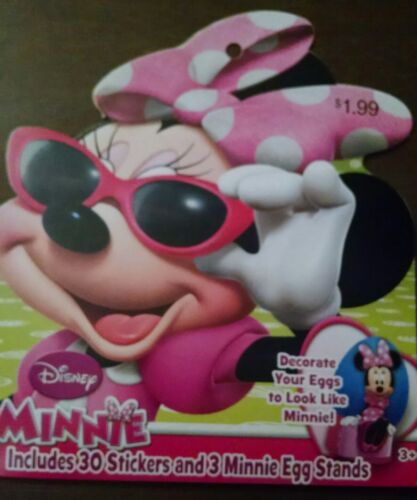 $1.99
Decorate
Your Eggs
to Look Like
Minnie!
Disney
MINNIE
Includes 30 Stickers and 3 Minnie Egg Stands
3+